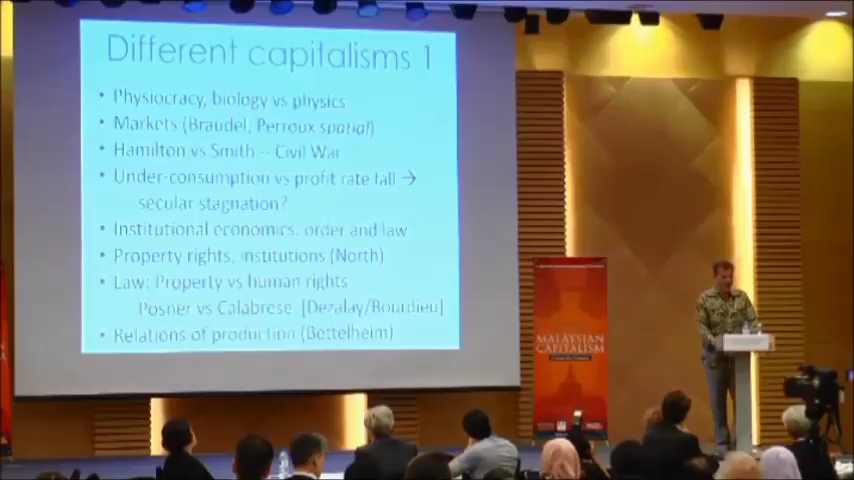 Different capitalisms 1
• Physiocracy, biology vs physics
• Markets (Braudel, Perroux spatial)
• Hamilton vs Smith – Civil War
• Under-consumption vs profit rate fall →
secular stagnation?
• Institutional economics, order and law
• Property rights, institutions (North)
• Law: Property vs human rights
Posner vs Calabrese [Dezalay/Bourdieu]
• Relations of production (Bettelheim)
MALAYSIAN
CAPITALISM